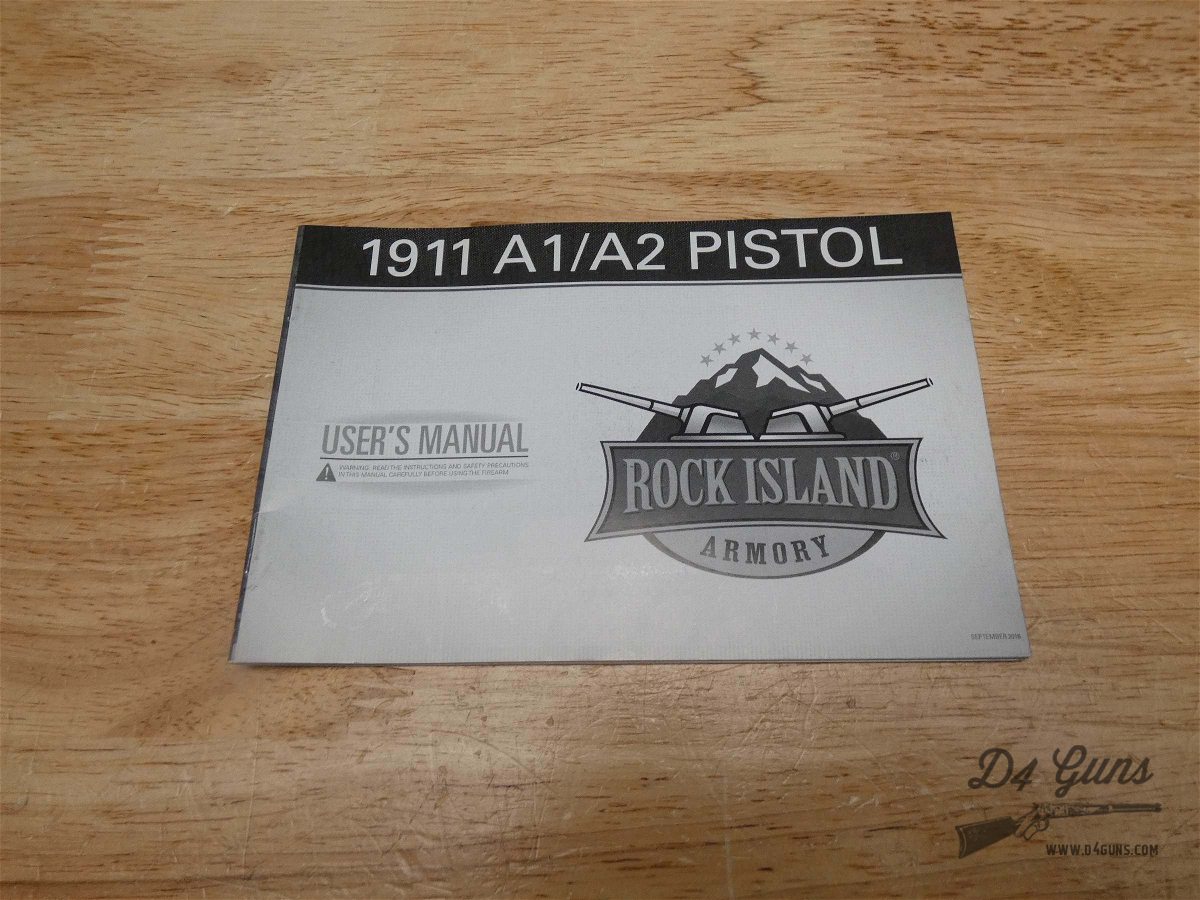 1911 A1/A2 PISTOL
USER'S MANUAL
WARNING: READ THE INSTRUCTIONS AND SAFETY PRECAUTIONS
IN THIS MANUAL CAREFULLY BEFORE USING THE FIREARM
ROCK ISLAND®
ARMORY
SEPTEMBER
D4 Guns
WWW.D4GUNS.COM